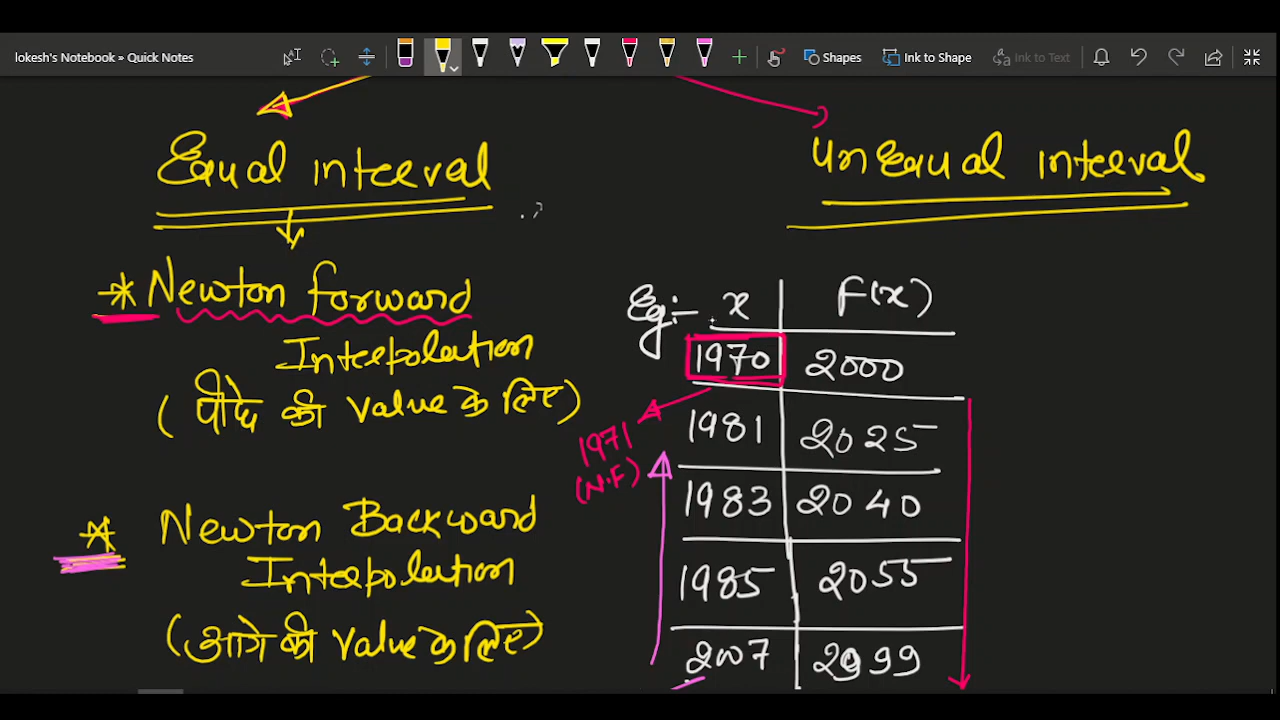 lokesh's Notebook » Quick Notes
Shapes
Ink to Shape
Ink to Text
Equal interval
UnEqual interval
* Newton forward
Interpolation
(पीछे की value के लिए)
* Newton Backward
Interpolation
(आगे की value के लिए)
Eg:- x F(x)
1970 2000
1981 2025
1971
(N.F)
1983 2040
1985 2055
2007 2999